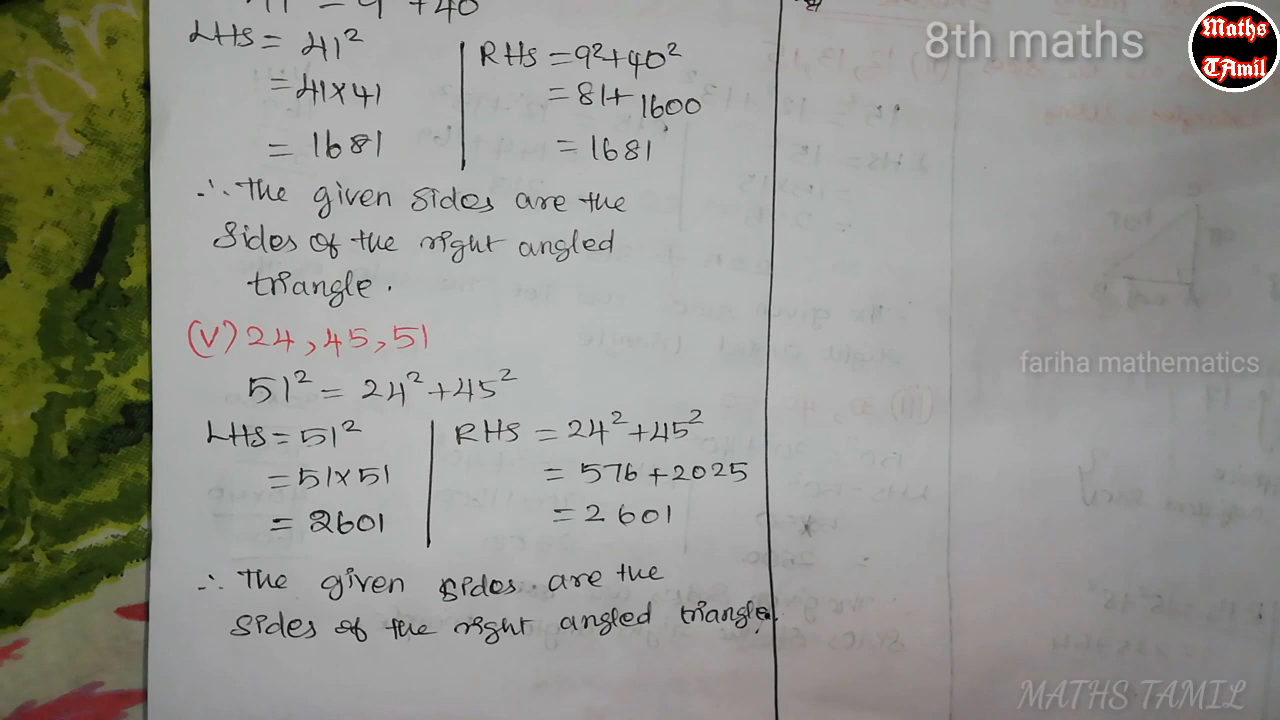 41² = 9² + 40²
LHS = 41²
= 41×41
= 1681
RHS = 9²+40²
= 81+1600
= 1681
∴ The given sides are the
sides of the right angled
triangle.
(V) 24, 45, 51
51² = 24² + 45²
LHS = 51²
= 51×51
= 2601
RHS = 24² + 45²
= 576 + 2025
= 2601
∴ The given sides are the
sides of the right angled triangle.
8th maths
Maths
TAmil
fariha mathematics
MATHS TAMIL